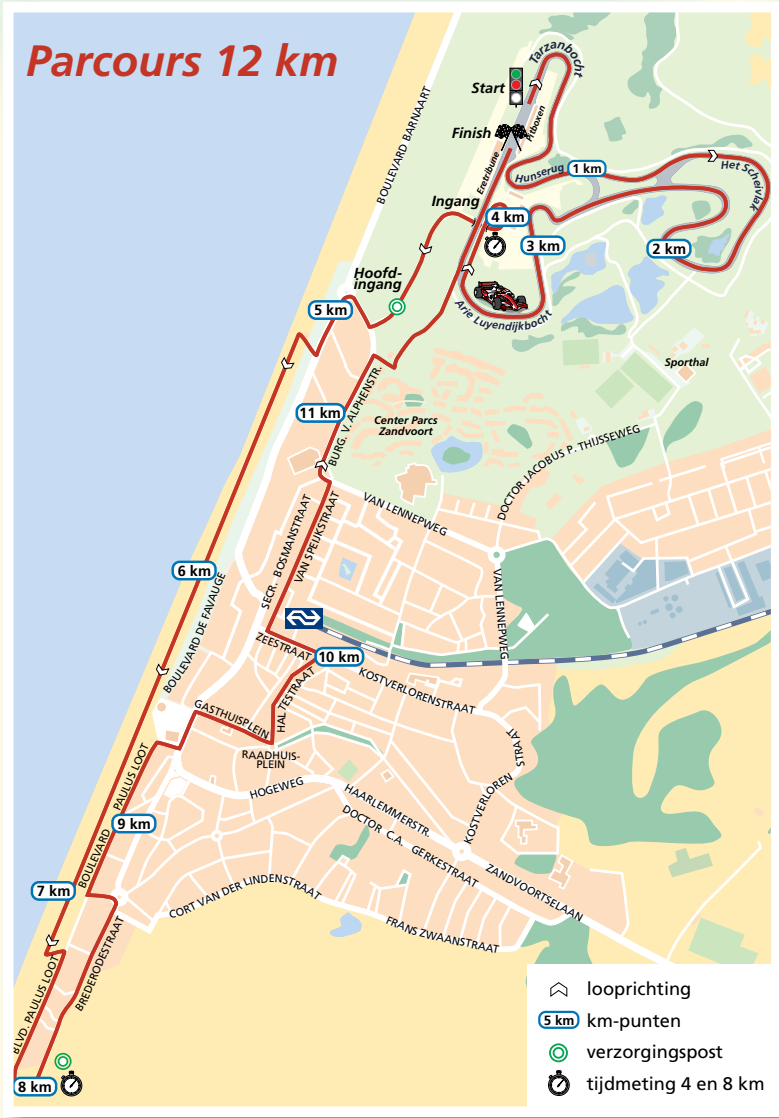 Parcours 12 km
Tarzanbocht
Start
BOULEVARD BARNAART
Finish
Pitboxen
Eretribune
Hunserug
1 km
Het Scheivlak
Ingang
4 km
3 km
2 km
Hoofd-
ingang
5 km
Arie Luyendijkbocht
Sporthal
11 km
BURG. V. ALPHENSTR.
Center Parcs
Zandvoort
DOCTOR JACOBUS P. THIJSSEWEG
VAN LENNEPWEG
SECR. BOSMANSTRAAT
VAN SPEIJKSTRAAT
6 km
BOULEVARD DE FAVAUGE
VAN LENNEPWEG
ZEESTRAAT
10 km
KOSTVERLORENSTRAAT
HALTESTRAAT
GASTHUISPLEIN
RAADHUIS-
PLEIN
STRAAT
KOSTVERLOREN
HOGEWEG
HAARLEMMERSTR.
BOULEVARD PAULUS LOOT
9 km
DOCTOR C.A. GERKESTRAAT
ZANDVOORTSELAAN
7 km
CORT VAN DER LINDENSTRAAT
FRANS ZWAANSTRAAT
BREDERODESTRAAT
BLVD. PAULUS LOOT
8 km
looprichting
5 km km-punten
verzorgingspost
tijdmeting 4 en 8 km